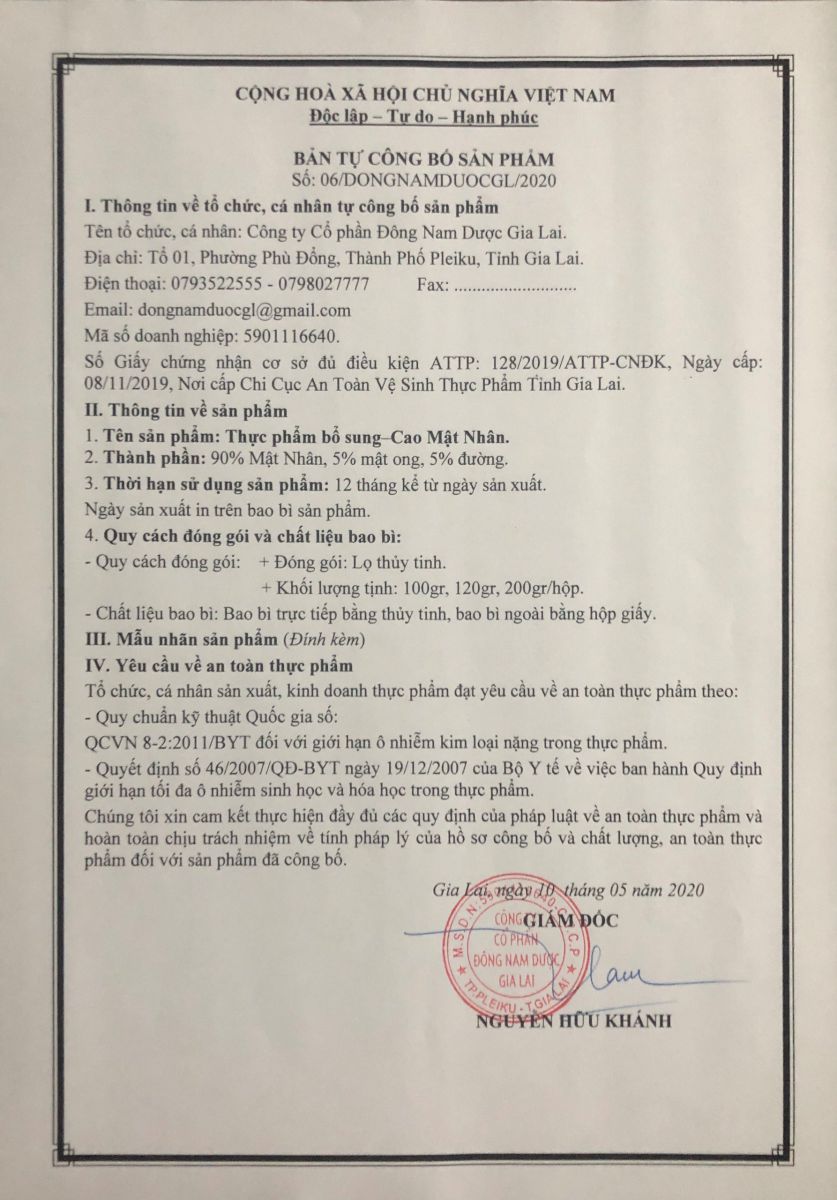 CỘNG HOÀ XÃ HỘI CHỦ NGHĨA VIỆT NAM
Độc lập – Tự do – Hạnh phúc
BẢN TỰ CÔNG BỐ SẢN PHẨM
Số: 06/DONGNAMDUOCGL/2020
I. Thông tin về tổ chức, cá nhân tự công bố sản phẩm
Tên tổ chức, cá nhân: Công ty Cổ phần Đông Nam Dược Gia Lai.
Địa chỉ: Tổ 01, Phường Phù Đổng, Thành Phố Pleiku, Tỉnh Gia Lai.
Điện thoại: 0793522555 - 0798027777 Fax: ...........................
Email: dongnamduocgl@gmail.com
Mã số doanh nghiệp: 5901116640.
Số Giấy chứng nhận cơ sở đủ điều kiện ATTP: 128/2019/ATTP-CNĐK, Ngày cấp:
08/11/2019, Nơi cấp Chi Cục An Toàn Vệ Sinh Thực Phẩm Tỉnh Gia Lai.
II. Thông tin về sản phẩm
1. Tên sản phẩm: Thực phẩm bổ sung–Cao Mật Nhân.
2. Thành phần: 90% Mật Nhân, 5% mật ong, 5% đường.
3. Thời hạn sử dụng sản phẩm: 12 tháng kể từ ngày sản xuất.
Ngày sản xuất in trên bao bì sản phẩm.
4. Quy cách đóng gói và chất liệu bao bì:
- Quy cách đóng gói: + Đóng gói: Lọ thủy tinh.
+ Khối lượng tịnh: 100gr, 120gr, 200gr/hộp.
- Chất liệu bao bì: Bao bì trực tiếp bằng thủy tinh, bao bì ngoài bằng hộp giấy.
III. Mẫu nhãn sản phẩm (Đính kèm)
IV. Yêu cầu về an toàn thực phẩm
Tổ chức, cá nhân sản xuất, kinh doanh thực phẩm đạt yêu cầu về an toàn thực phẩm theo:
- Quy chuẩn kỹ thuật Quốc gia số:
QCVN 8-2:2011/BYT đối với giới hạn ô nhiễm kim loại nặng trong thực phẩm.
- Quyết định số 46/2007/QĐ-BYT ngày 19/12/2007 của Bộ Y tế về việc ban hành Quy định
giới hạn tối đa ô nhiễm sinh học và hóa học trong thực phẩm.
Chúng tôi xin cam kết thực hiện đầy đủ các quy định của pháp luật về an toàn thực phẩm và
hoàn toàn chịu trách nhiệm về tính pháp lý của hồ sơ công bố và chất lượng, an toàn thực
phẩm đối với sản phẩm đã công bố.
Gia Lai, ngày 10 tháng 05 năm 2020
GIÁM ĐỐC
CÔNG
CỔ PHẦN
ĐÔNG NAM DƯỢC
GIA LAI
TP.PLEIKU - T.GIA LAI
NGUYỄN HỮU KHÁNH